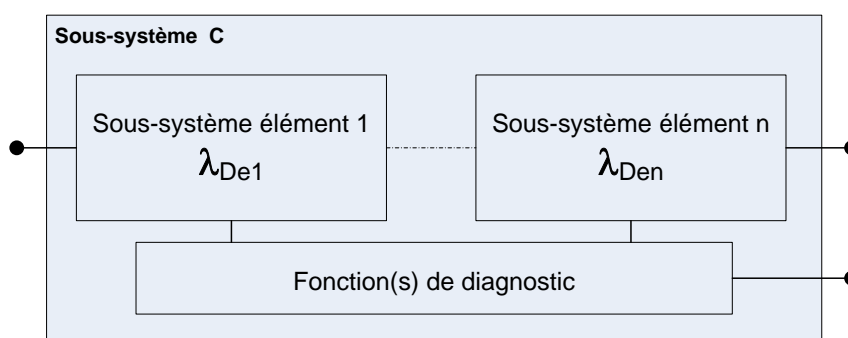 Sous-système C
Sous-système élément 1
λDe1
Sous-système élément n
λDen
Fonction(s) de diagnostic